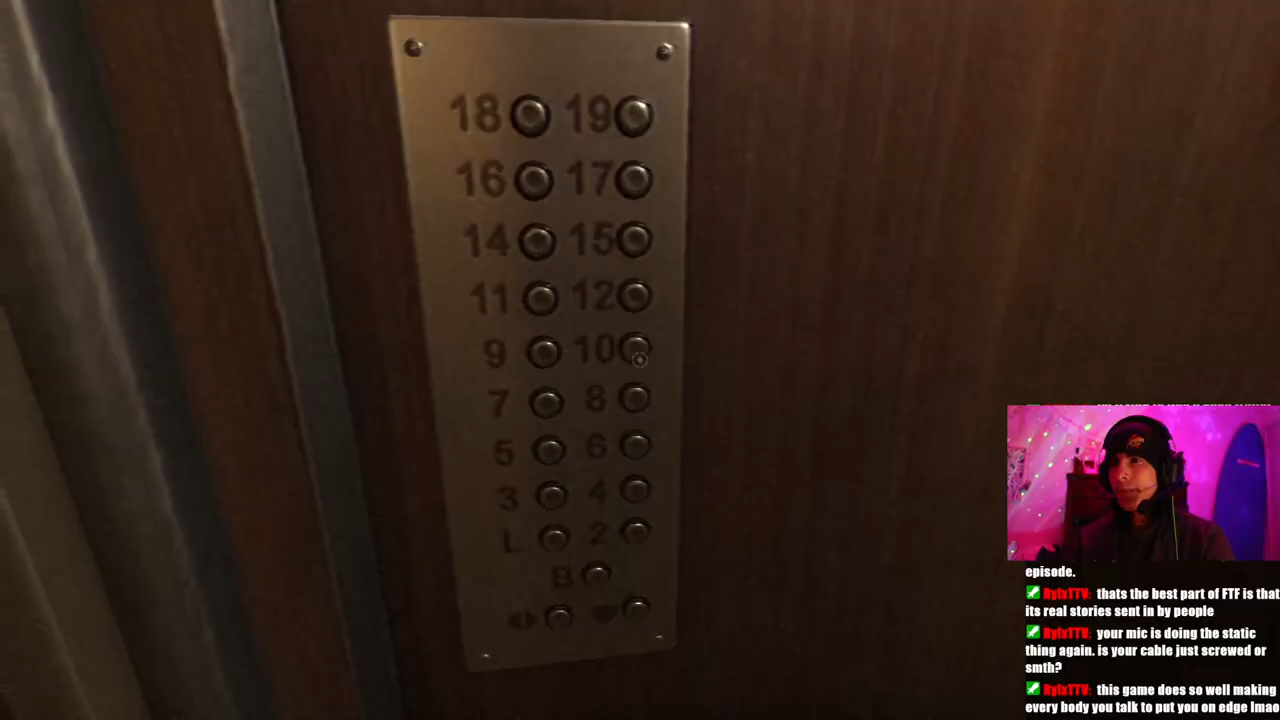 18 19
16 17
14 15
11 12
9 10
7 8
5 6
3 4
L 2
B
episode.
RyfxTTV: thats the best part of FTF is that
its real stories sent in by people
RyfxTTV: your mic is doing the static
thing again. is your cable just screwed or
smth?
RyfxTTV: this game does so well making
every body you talk to put you on edge lmao